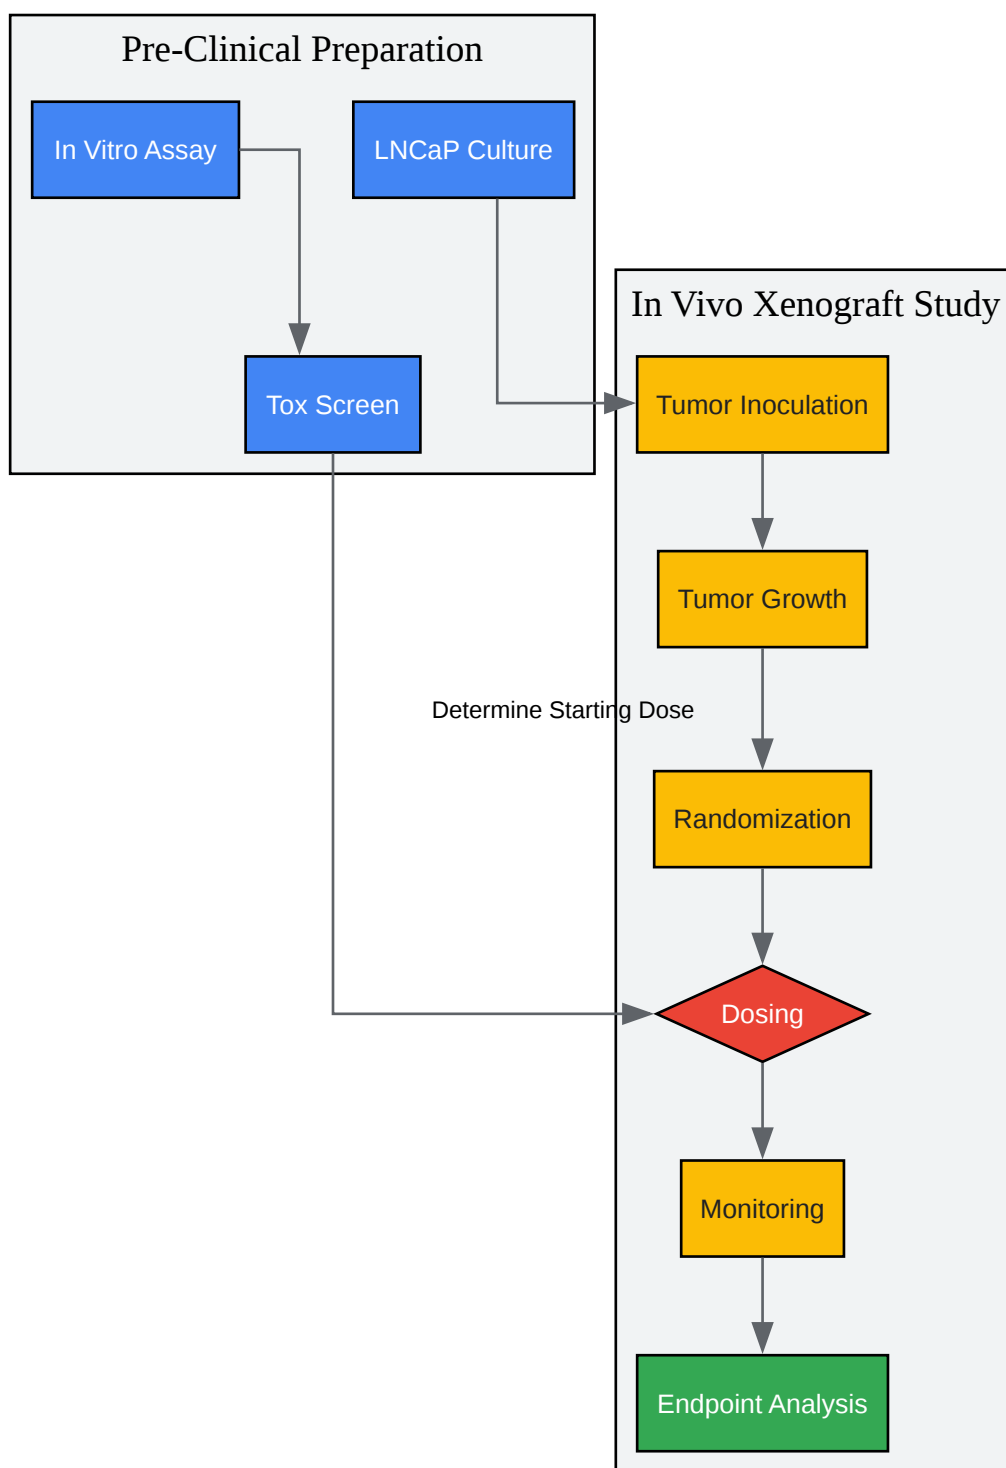 Pre-Clinical Preparation
In Vitro Assay
LNCaP Culture
Tox Screen
In Vivo Xenograft Study
Tumor Inoculation
Tumor Growth
Determine Starting Dose
Randomization
Dosing
Monitoring
Endpoint Analysis